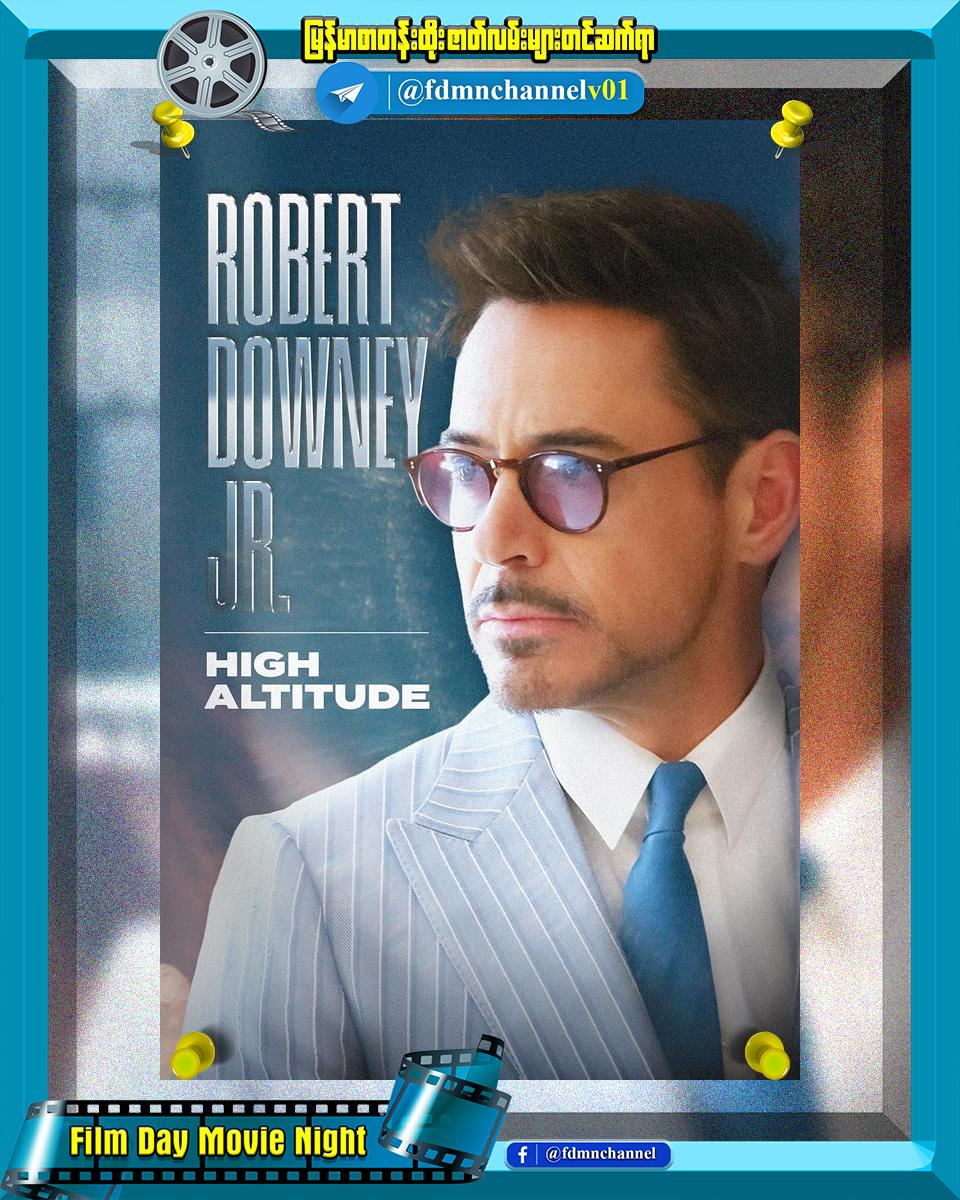 မြန်မာစာတန်းထိုးဇာတ်လမ်းများတင်ဆက်ရာ
@fdmnchannelv01
ROBERT
DOWNEY
JR.
HIGH
ALTITUDE
Film Day Movie Night
@fdmnchannel